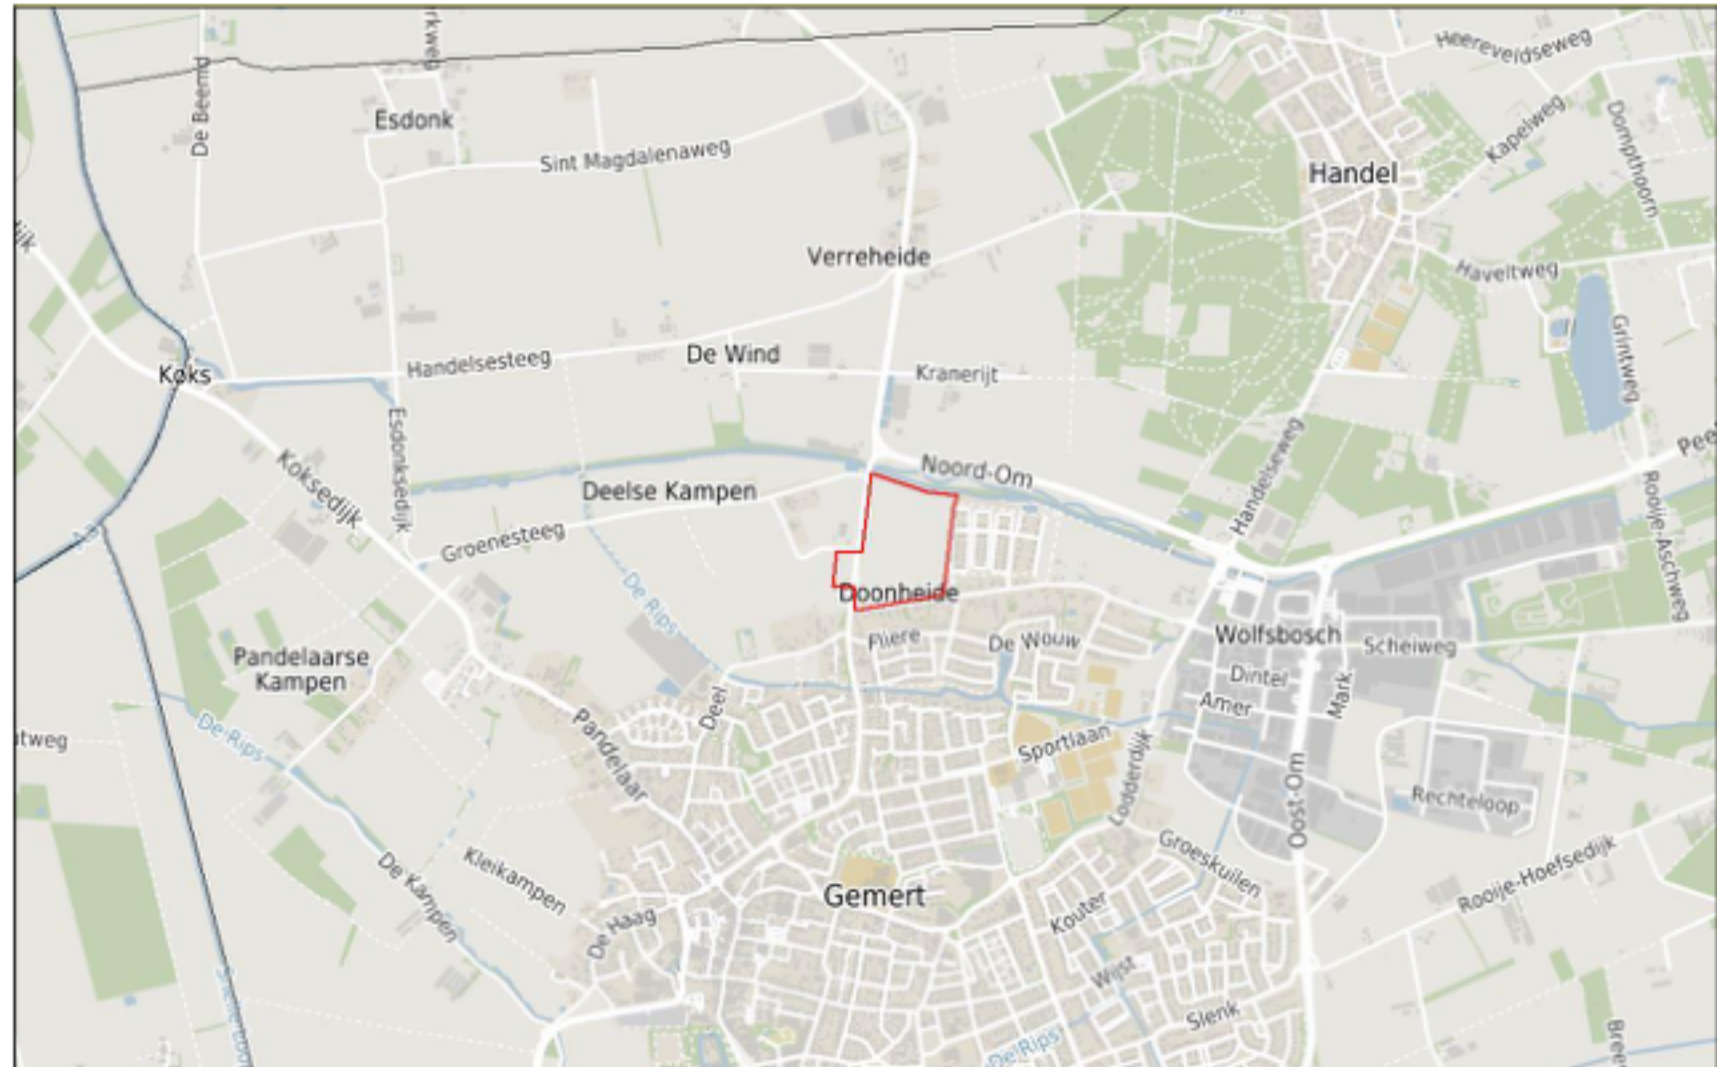 Heereveldseweg
De Beemd
Esdonk
Sint Magdalenaweg
Kapelweg
Dompthoorn
Handel
Verreheide
Haveltweg
Grintweg
De Wind
Handelsesteeg
Kranerijt
Koks
Esdonksedijk
Koksedijk
Noord-Om
Handelseweg
Deelse Kampen
Groenesteeg
Rooije-Aschweg
De Rips
Doonheide
Fliere
De Wouw
Wolfsbosch
Scheiweg
Pandelaarse
Kampen
Dintel
Mark
Amer
Deel
De Rips
Pandelaar
Sportlaan
Lodderdijk
Oost-Om
Rechteloop
Groeskuilen
Rooije-Hoefsedijk
De Kampen
Kleikampen
Gemert
De Haag
Kouter
Wijst
Slenk
De Rips